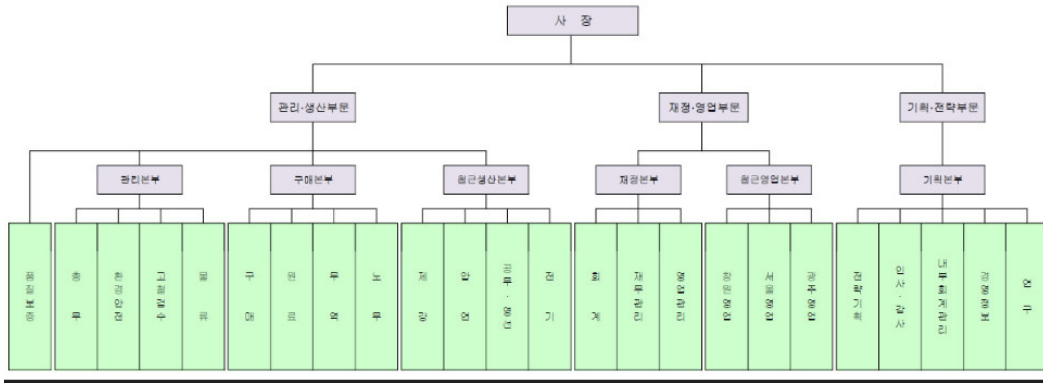 사 장
관리·생산부문
재정·영업부문
기획·전략부문
관리본부
구매본부
철근생산본부
재정본부
철근영업본부
기획본부
품질보증
총 무
환경안전
고철검수
물 류
구 매
원 료
무 역
노 무
제 강
압 연
공무·영선
전 기
회 계
재무관리
영업관리
창원영업
서울영업
광주영업
전략기획
인사·감사
내부회계관리
경영정보
연 구